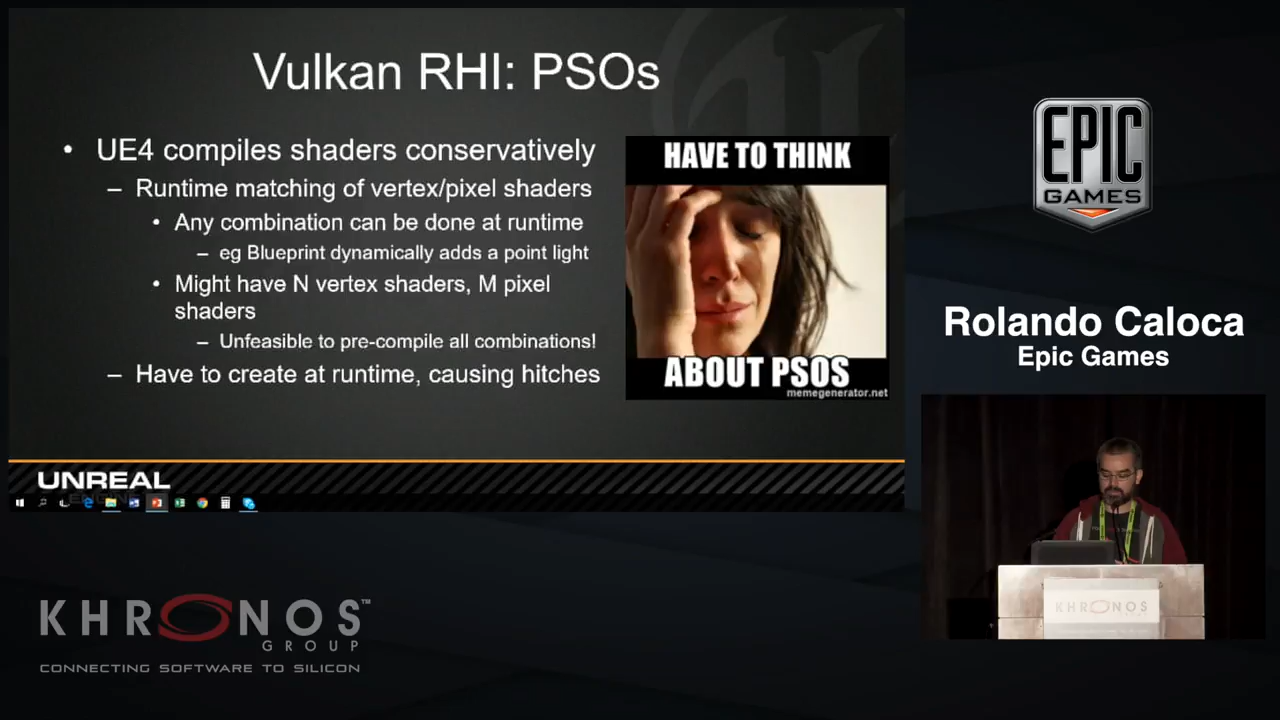 Vulkan RHI: PSOs
• UE4 compiles shaders conservatively
– Runtime matching of vertex/pixel shaders
• Any combination can be done at runtime
– eg Blueprint dynamically adds a point light
• Might have N vertex shaders, M pixel
shaders
– Unfeasible to pre-compile all combinations!
– Have to create at runtime, causing hitches
HAVE TO THINK
ABOUT PSOS
memegenerator.net
UNREAL
EPIC
GAMES
Rolando Caloca
Epic Games
KHRONOS
KHRONOS™
GROUP
CONNECTING SOFTWARE TO SILICON